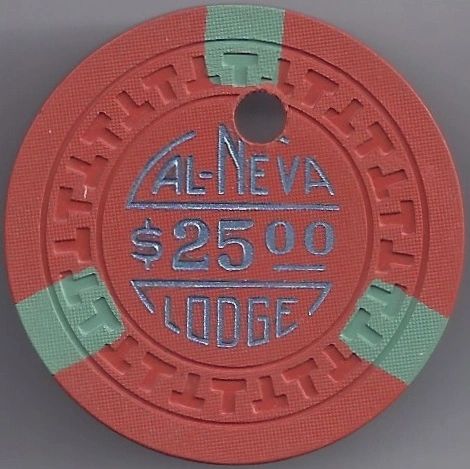 CAL-NEVA
$25.00
LODGE